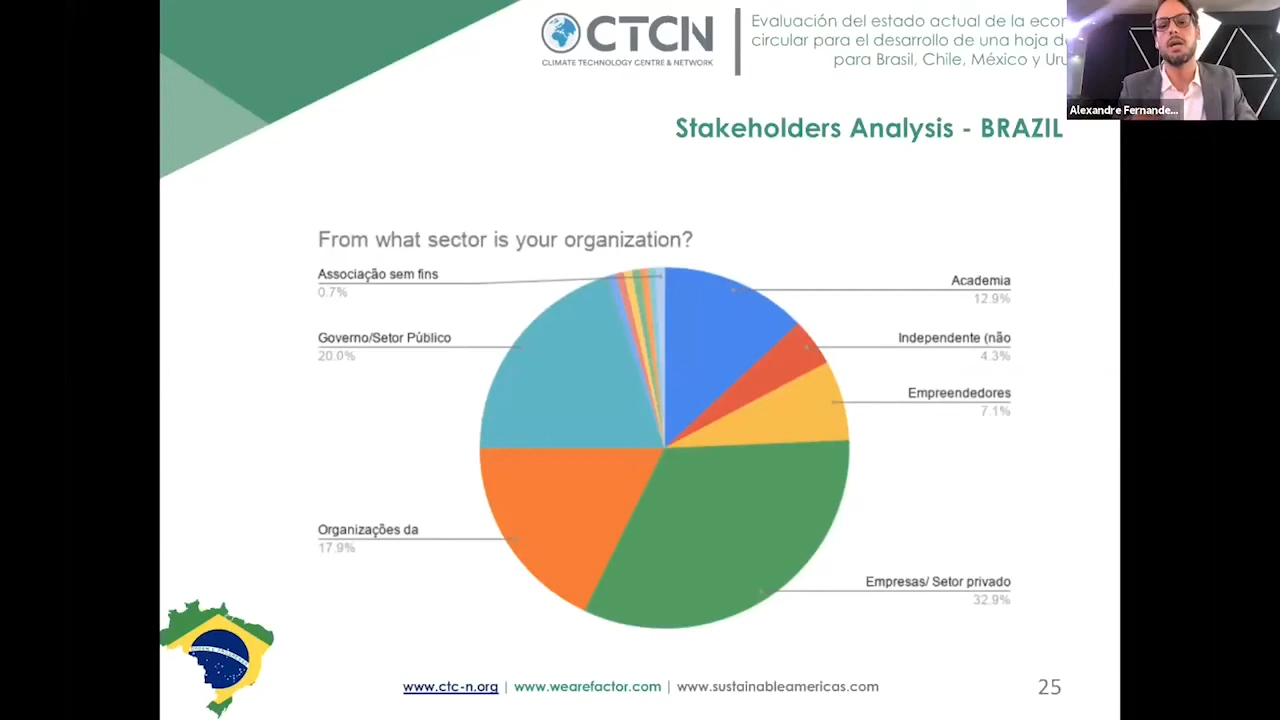 CTCN
CLIMATE TECHNOLOGY CENTRE & NETWORK
Evaluación del estado actual de la econ
circular para el desarrollo de una hoja d
para Brasil, Chile, México y Uru
Alexandre Fernande...
Stakeholders Analysis - BRAZIL
From what sector is your organization?
Associação sem fins
0.7%
Governo/Setor Público
20.0%
Organizações da
17.9%
Academia
12.9%
Independente (não
4.3%
Empreendedores
7.1%
Empresas/ Setor privado
32.9%
www.ctc-n.org | www.wearefactor.com | www.sustainableamericas.com
25